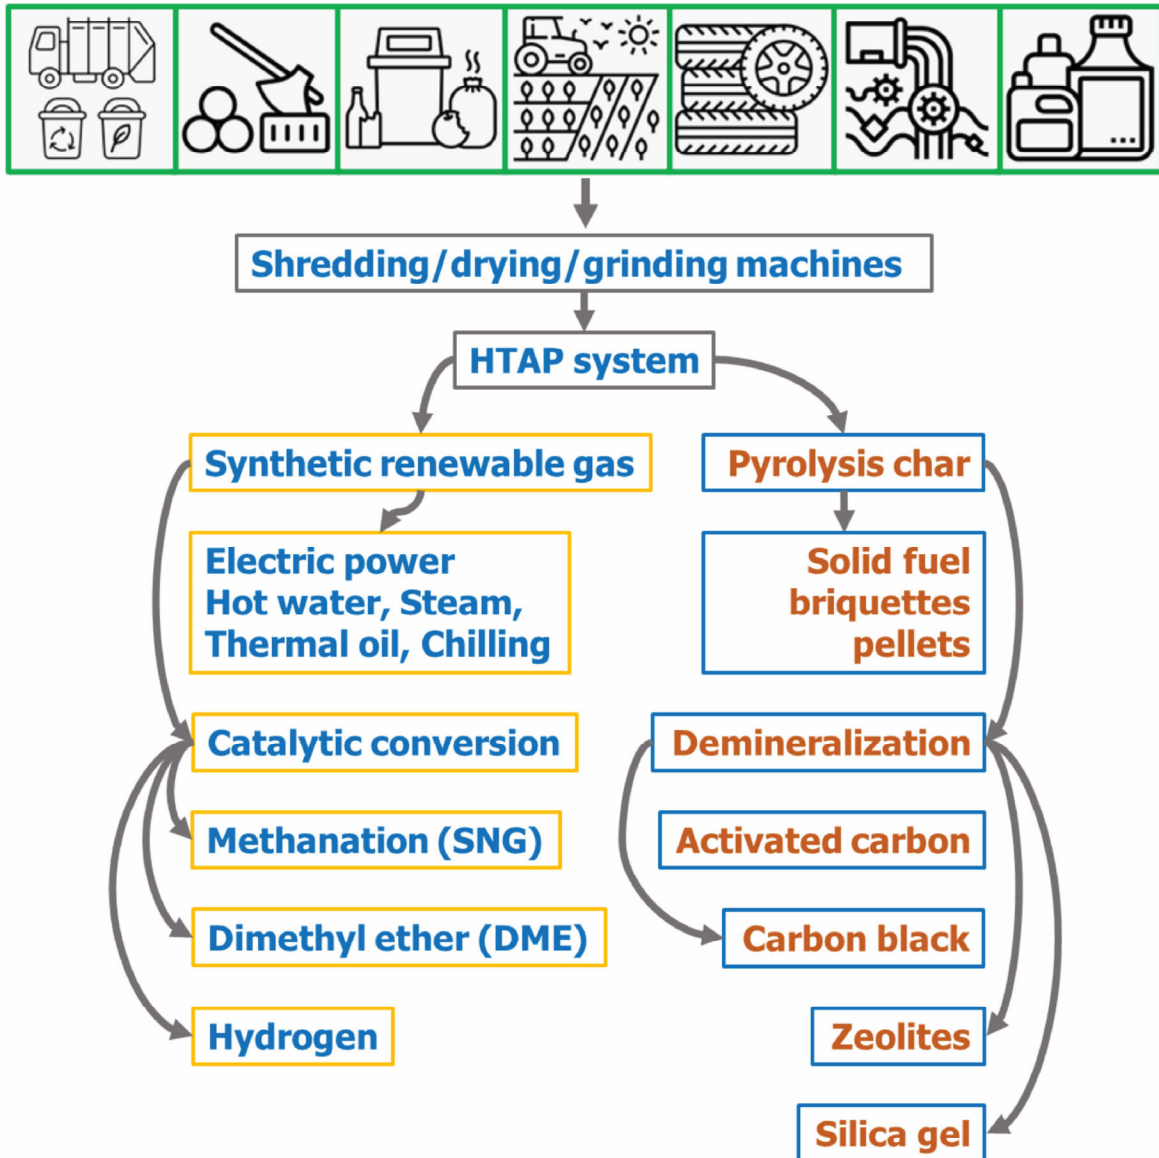 Shredding/drying/grinding machines
HTAP system
Synthetic renewable gas
Pyrolysis char
Electric power
Hot water, Steam,
Thermal oil, Chilling
Solid fuel
briquettes
pellets
Catalytic conversion
Demineralization
Methanation (SNG)
Activated carbon
Dimethyl ether (DME)
Carbon black
Hydrogen
Zeolites
Silica gel